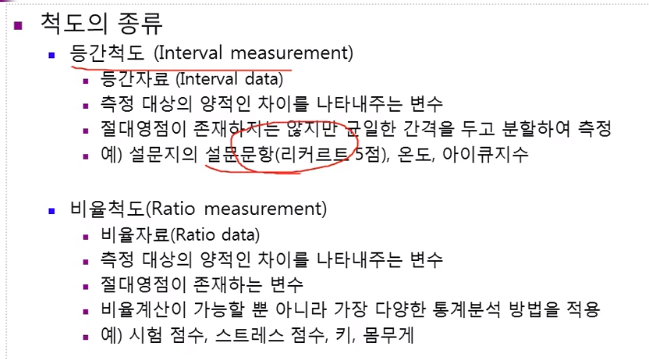 척도의 종류
등간척도 (Interval measurement)
등간자료 (Interval data)
측정 대상의 양적인 차이를 나타내주는 변수
절대영점이 존재하지는 않지만 균일한 간격을 두고 분할하여 측정
예) 설문지의 설문문항(리커르트 5점), 온도, 아이큐지수
비율척도(Ratio measurement)
비율자료(Ratio data)
측정 대상의 양적인 차이를 나타내주는 변수
절대영점이 존재하는 변수
비율계산이 가능할 뿐 아니라 가장 다양한 통계분석 방법을 적용
예) 시험 점수, 스트레스 점수, 키, 몸무게